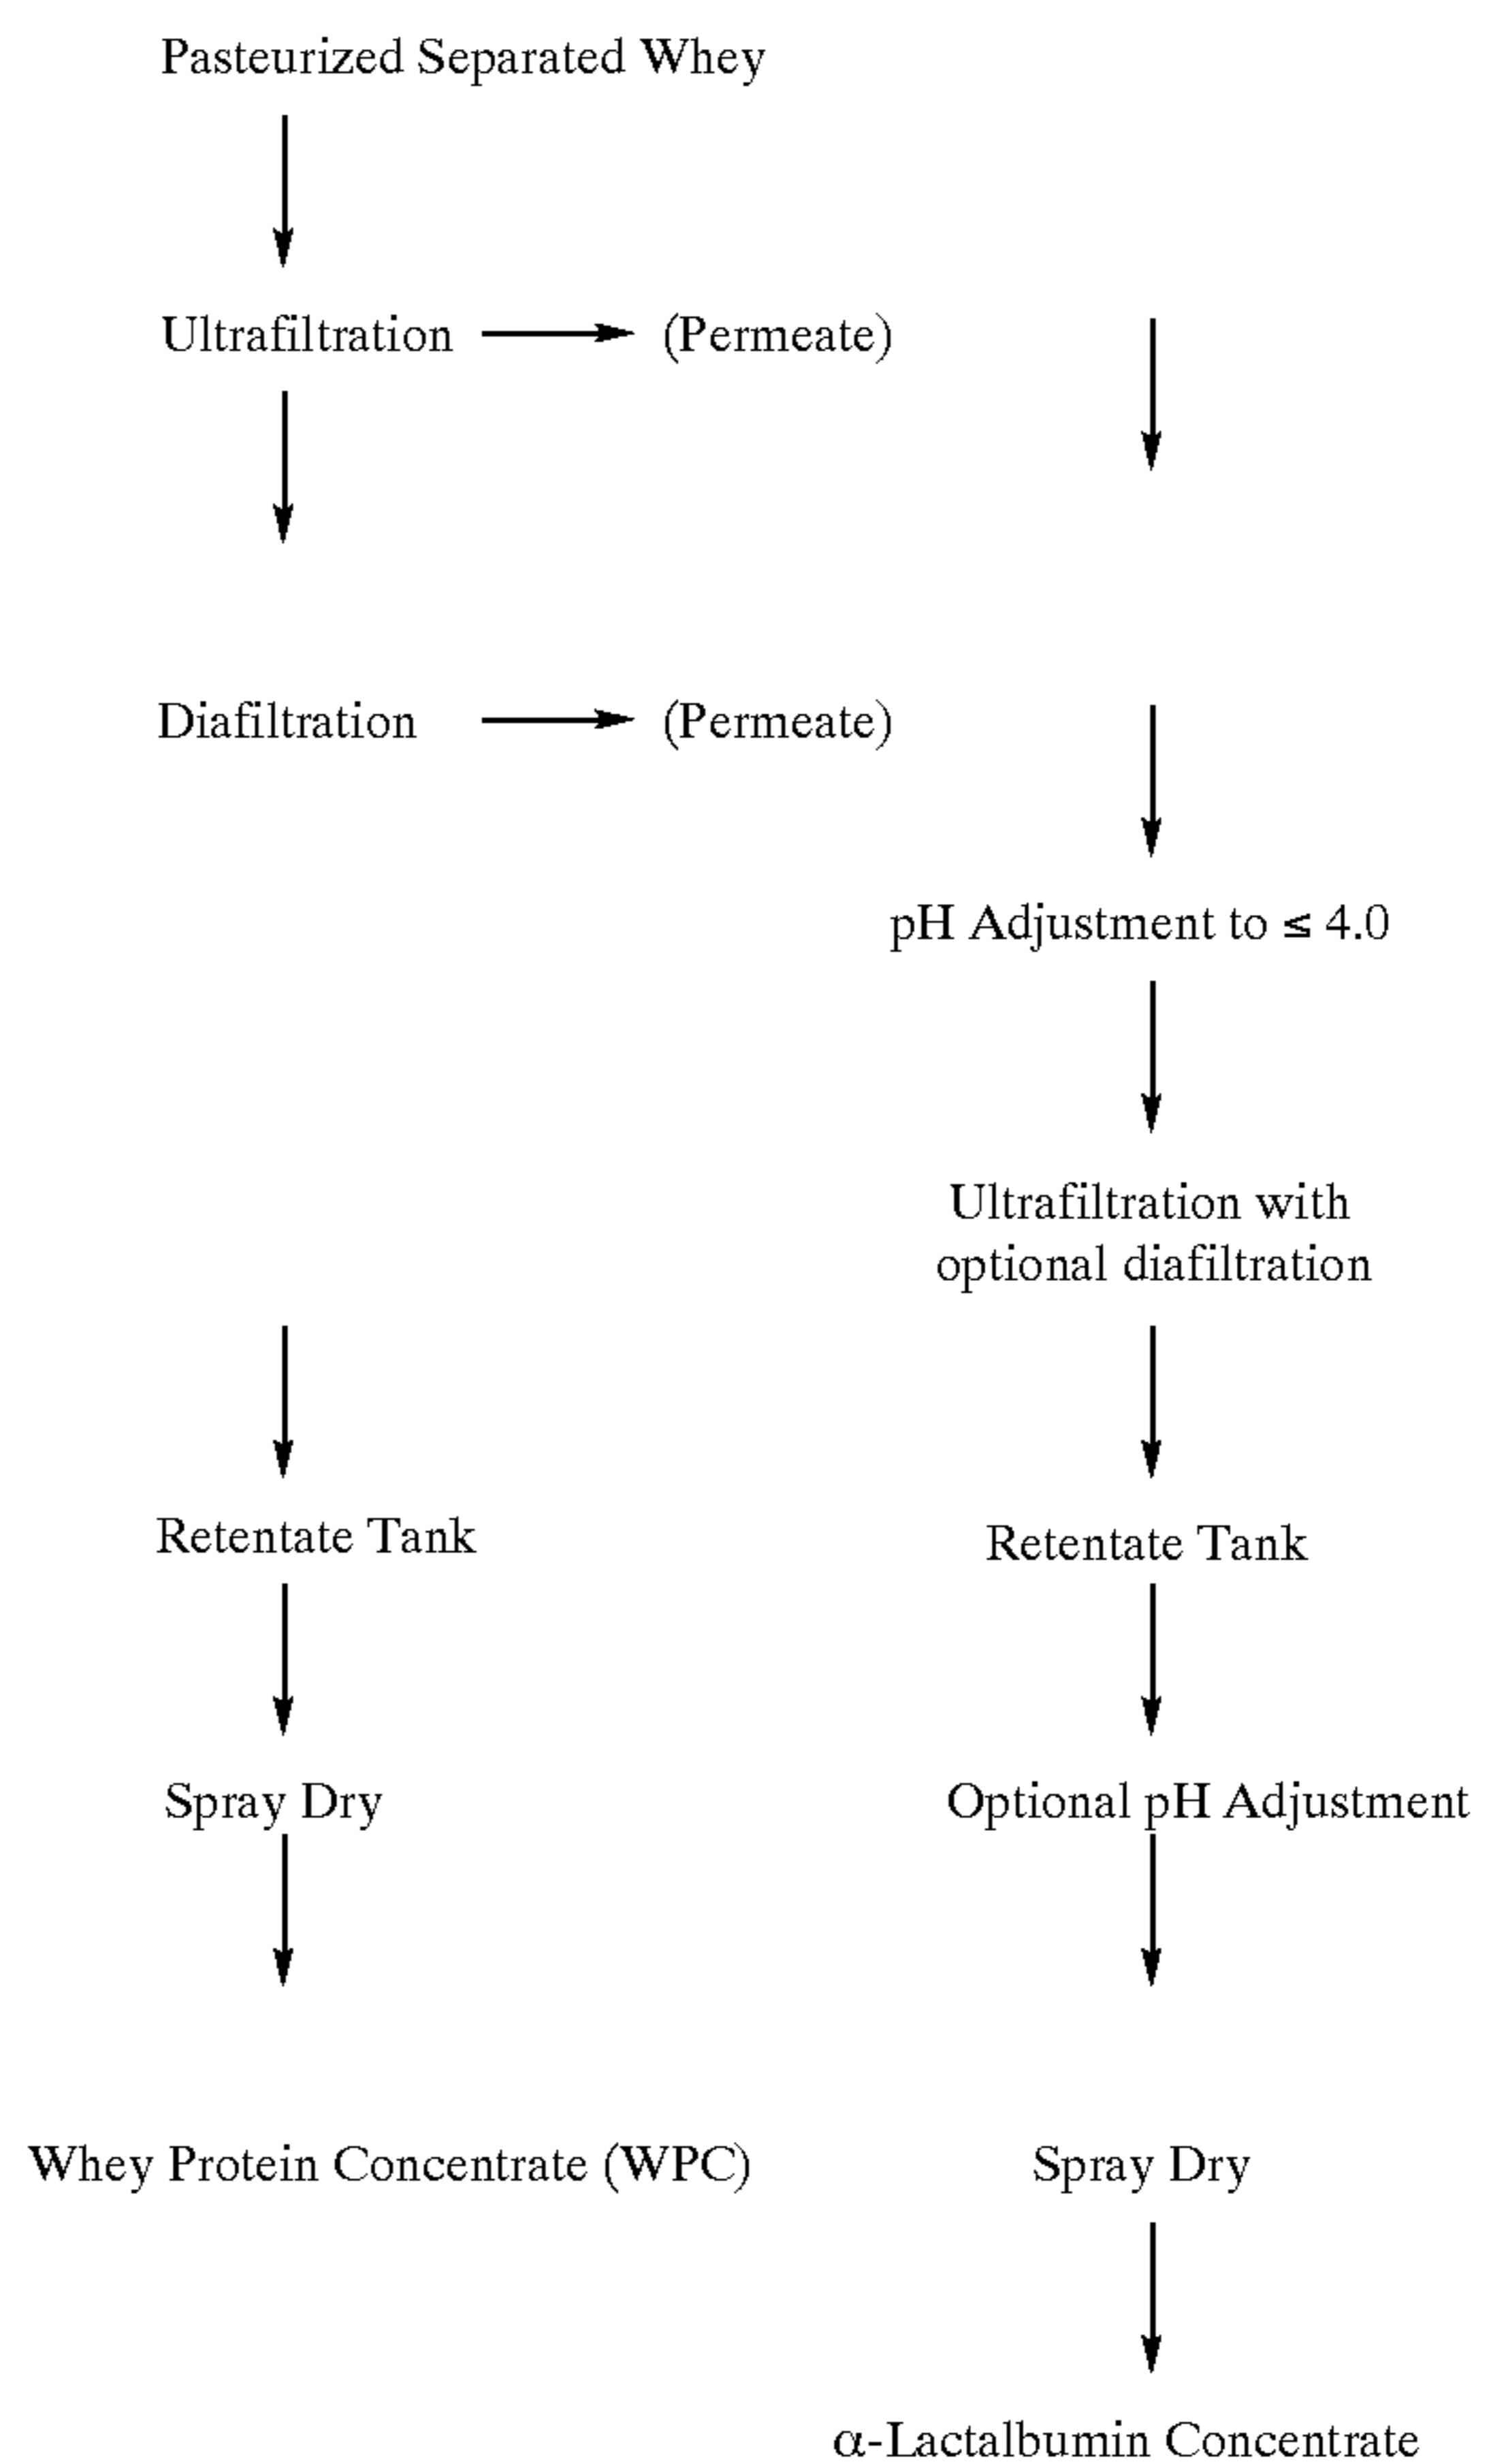 Pasteurized Separated Whey
Ultrafiltration
(Permeate)
Diafiltration
(Permeate)
pH Adjustment to ≤ 4.0
Ultrafiltration with
optional diafiltration
Retentate Tank
Retentate Tank
Spray Dry
Optional pH Adjustment
Whey Protein Concentrate (WPC)
Spray Dry
α-Lactalbumin Concentrate